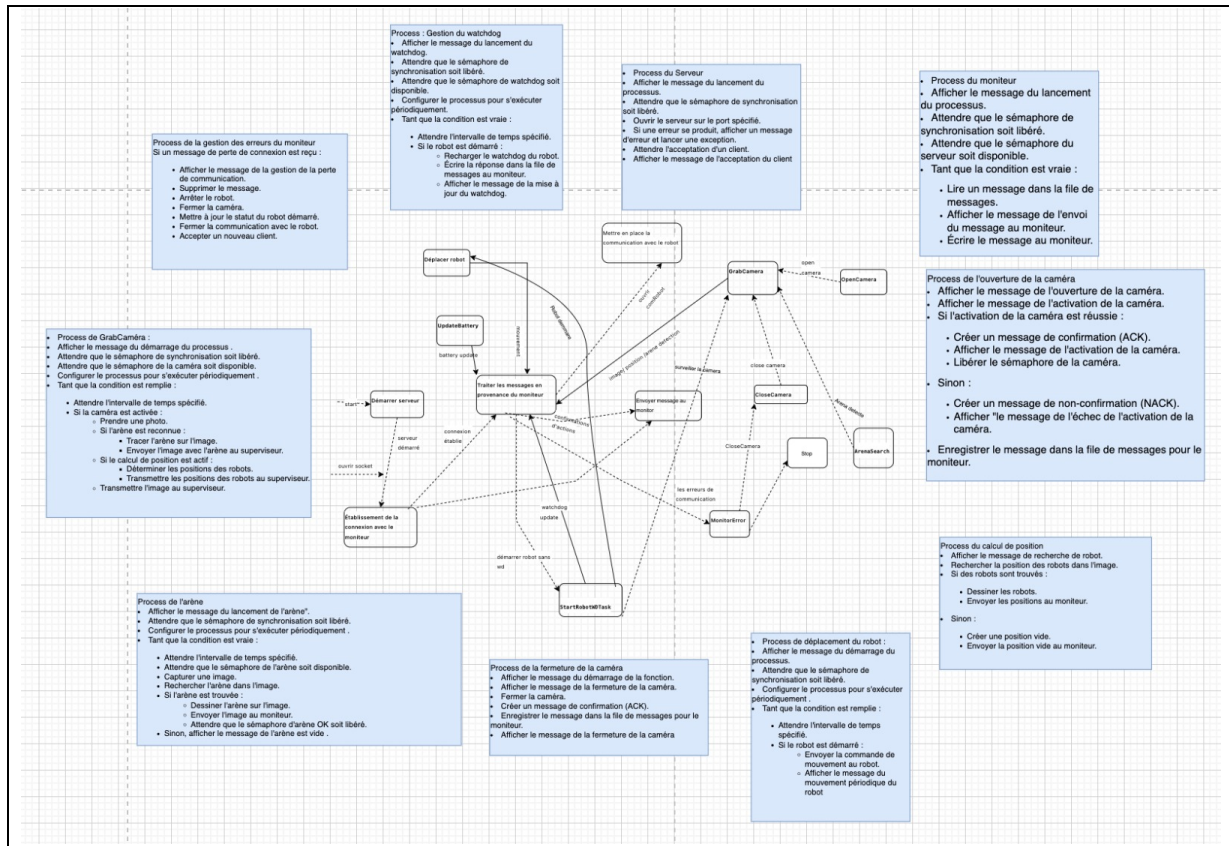 Process : Gestion du watchdog
• Afficher le message du lancement du
watchdog.
• Attendre que le sémaphore de
synchronisation soit libéré.
• Attendre que le sémaphore de watchdog soit
disponible.
• Configurer le processus pour s'exécuter
périodiquement.
• Tant que la condition est vraie :
• Attendre l'intervalle de temps spécifié.
• Si le robot est démarré :
○ Recharger le watchdog du robot.
○ Écrire la réponse dans la file de
messages au moniteur.
○ Afficher le message de la mise à
jour du watchdog.
• Process du Serveur
• Afficher le message du lancement du
processus.
• Attendre que le sémaphore de synchronisation
soit libéré.
• Ouvrir le serveur sur le port spécifié.
• Si une erreur se produit, afficher un message
d'erreur et lancer une exception.
• Attendre l'acceptation d'un client.
• Afficher le message de l'acceptation du client
• Process du moniteur
• Afficher le message du lancement
du processus.
• Attendre que le sémaphore de
synchronisation soit libéré.
• Attendre que le sémaphore du
serveur soit disponible.
• Tant que la condition est vraie :
• Lire un message dans la file de
messages.
• Afficher le message de l'envoi
du message au moniteur.
• Écrire le message au moniteur.
Process de la gestion des erreurs du moniteur
Si un message de perte de connexion est reçu :
• Afficher le message de la gestion de la perte
de communication.
• Supprimer le message.
• Arrêter le robot.
• Fermer la caméra.
• Mettre à jour le statut du robot démarré.
• Fermer la communication avec le robot.
• Accepter un nouveau client.
Mettre en place la
communication avec le robot
Déplacer robot
GrabCamera
open
camera
OpenCamera
Process de l'ouverture de la caméra
• Afficher le message de l'ouverture de la caméra.
• Afficher le message de l'activation de la caméra.
• Si l'activation de la caméra est réussie :
• Créer un message de confirmation (ACK).
• Afficher le message de l'activation de la caméra.
• Libérer le sémaphore de la caméra.
• Sinon :
• Créer un message de non-confirmation (NACK).
• Afficher "le message de l'échec de l'activation de la
caméra.
• Enregistrer le message dans la file de messages pour le
moniteur.
• Process de GrabCaméra :
• Afficher le message du démarrage du processus .
• Attendre que le sémaphore de synchronisation soit libéré.
• Attendre que le sémaphore de la caméra soit disponible.
• Configurer le processus pour s'exécuter périodiquement .
• Tant que la condition est remplie :
• Attendre l'intervalle de temps spécifié.
• Si la caméra est activée :
○ Prendre une photo.
○ Si l'arène est reconnue :
▪ Tracer l'arène sur l'image.
▪ Envoyer l'image avec l'arène au superviseur.
○ Si le calcul de position est actif :
▪ Déterminer les positions des robots.
▪ Transmettre les positions des robots au superviseur.
○ Transmettre l'image au superviseur.
UpdateBattery
battery update
mouvement
ouvrir
comRobot
surveiller la camera
close camera
Arena detecte
Traiter les messages en
provenance du moniteur
confirmations
d'actions
Envoyer message au
monitor
CloseCamera
start
Démarrer serveur
serveur
démarré
connexion
établie
CloseCamera
Stop
ArenaSearch
ouvrir socket
les erreurs de
communication
Établissement de la
connexion avec le
moniteur
watchdog
update
MonitorError
démarrer robot sans
StartRobotWDTask
Process du calcul de position
• Afficher le message de recherche de robot.
• Rechercher la position des robots dans l'image.
• Si des robots sont trouvés :
• Dessiner les robots.
• Envoyer les positions au moniteur.
• Sinon :
• Créer une position vide.
• Envoyer la position vide au moniteur.
Process de l'arène
• Afficher le message du lancement de l'arène".
• Attendre que le sémaphore de synchronisation soit libéré.
• Configurer le processus pour s'exécuter périodiquement .
• Tant que la condition est vraie :
• Attendre l'intervalle de temps spécifié.
• Attendre que le sémaphore de l'arène soit disponible.
• Capturer une image.
• Rechercher l'arène dans l'image.
• Si l'arène est trouvée :
○ Dessiner l'arène sur l'image.
○ Envoyer l'image au moniteur.
○ Attendre que le sémaphore d'arène OK soit libéré.
• Sinon, afficher le message de l'arène est vide .
Process de la fermeture de la caméra
• Afficher le message du démarrage de la fonction.
• Afficher le message de la fermeture de la caméra.
• Fermer la caméra.
• Créer un message de confirmation (ACK).
• Enregistrer le message dans la file de messages pour le
moniteur.
• Afficher le message de la fermeture de la caméra
• Process de déplacement du robot :
• Afficher le message du démarrage du
processus.
• Attendre que le sémaphore de
synchronisation soit libéré.
• Configurer le processus pour s'exécuter
périodiquement .
• Tant que la condition est remplie :
• Attendre l'intervalle de temps
spécifié.
• Si le robot est démarré :
○ Envoyer la commande de
mouvement au robot.
○ Afficher le message du
mouvement périodique du
robot